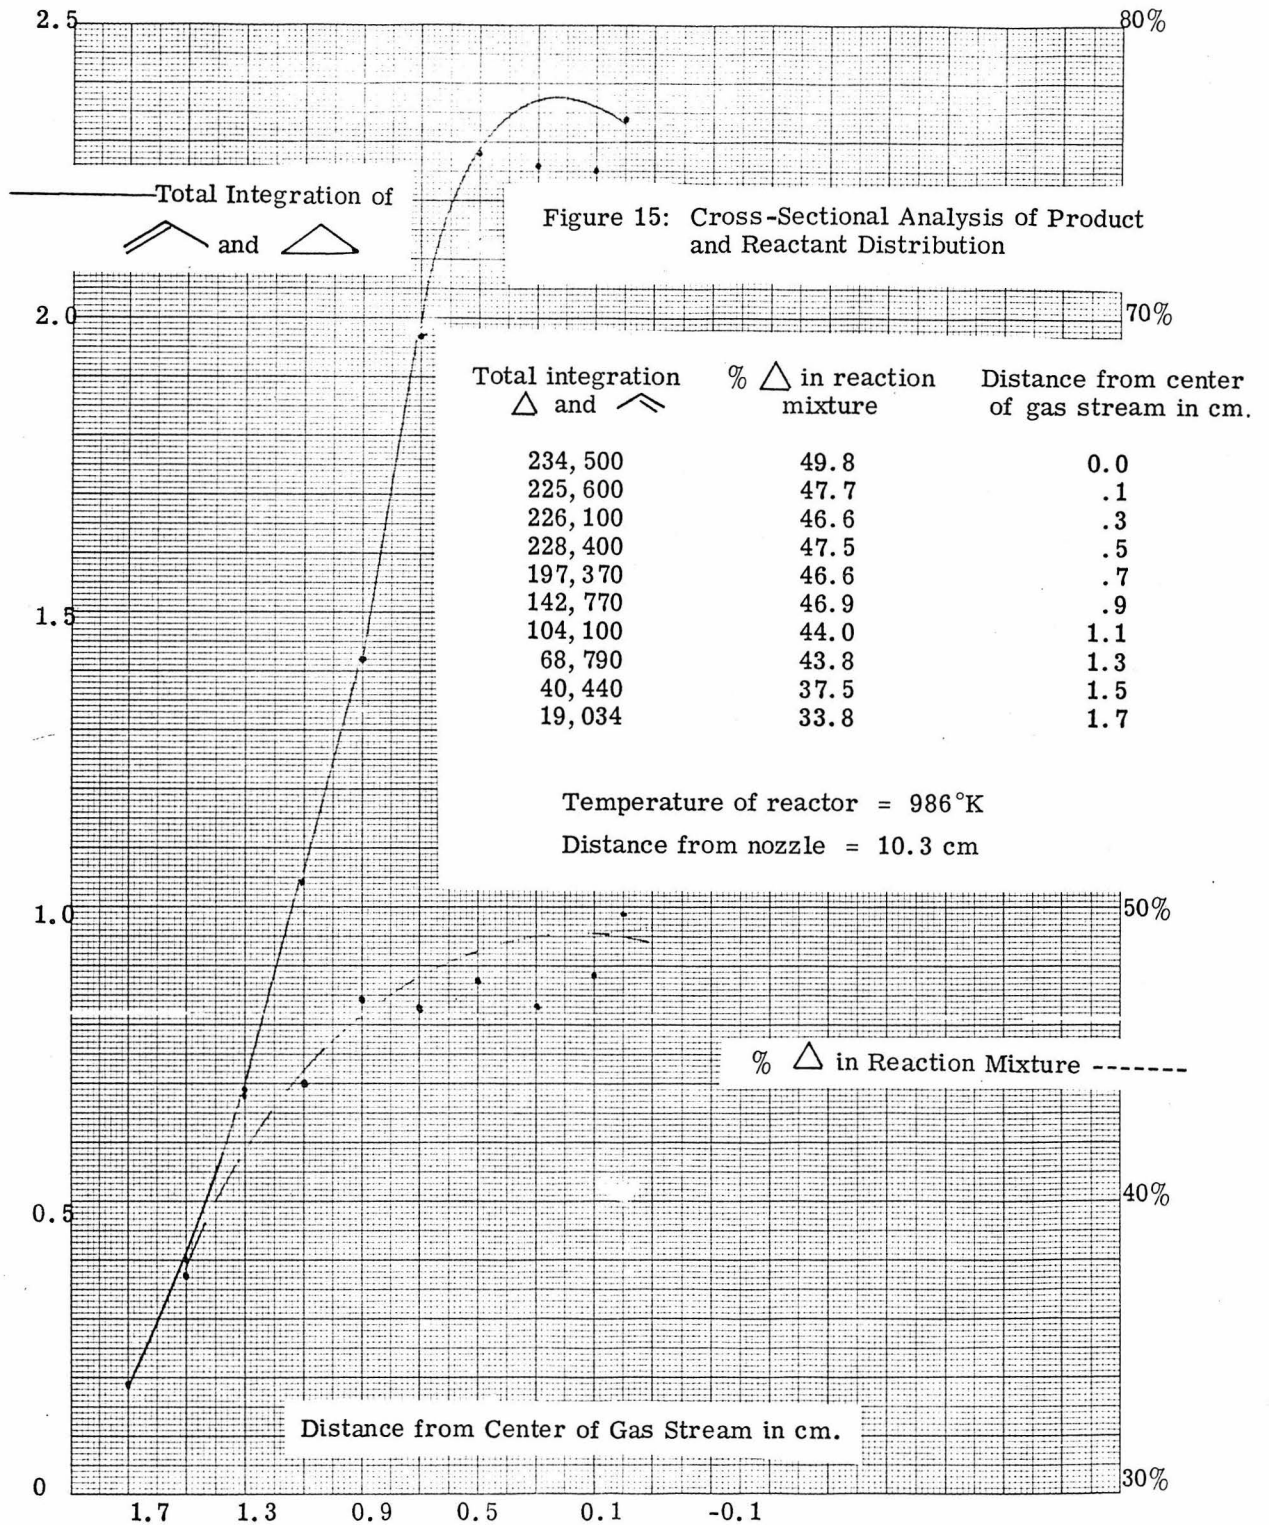 2.5
80%
Total Integration of
and
Figure 15: Cross-Sectional Analysis of Product
and Reactant Distribution
2.0
70%
Total integration % △ in reaction Distance from center
△ and mixture of gas stream in cm.
234,500 49.8 0.0
225,600 47.7 .1
226,100 46.6 .3
228,400 47.5 .5
197,370 46.6 .7
142,770 46.9 .9
104,100 44.0 1.1
68,790 43.8 1.3
40,440 37.5 1.5
19,034 33.8 1.7
1.5
Temperature of reactor = 986°K
Distance from nozzle = 10.3 cm
1.0
50%
% △ in Reaction Mixture
0.5
40%
Distance from Center of Gas Stream in cm.
0
30%
1.7 1.3 0.9 0.5 0.1 -0.1